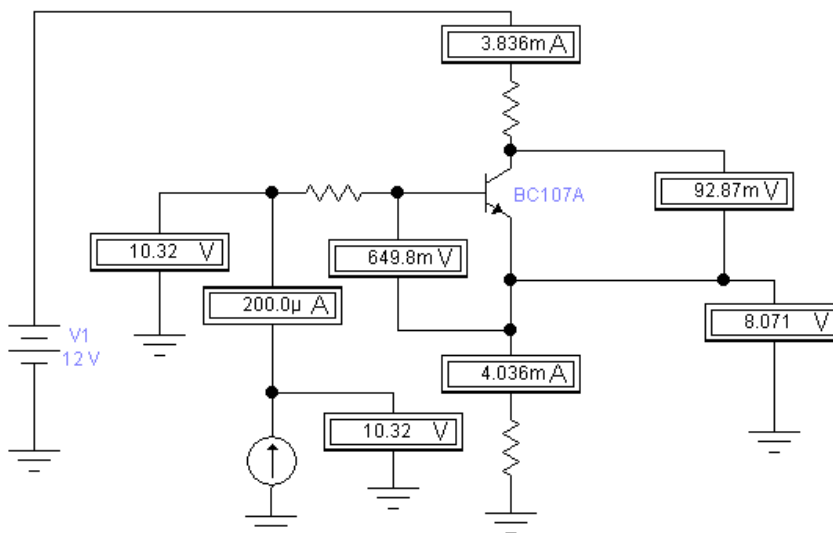 3.836m A
BC107A
92.87m V
10.32 V
649.8m V
200.0µ A
8.071 V
V1
12 V
4.036m A
10.32 V